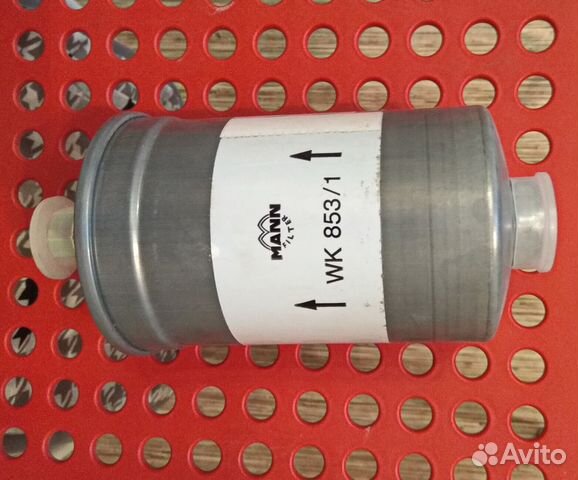 MANN
FILTER
WK 853/1
Avito